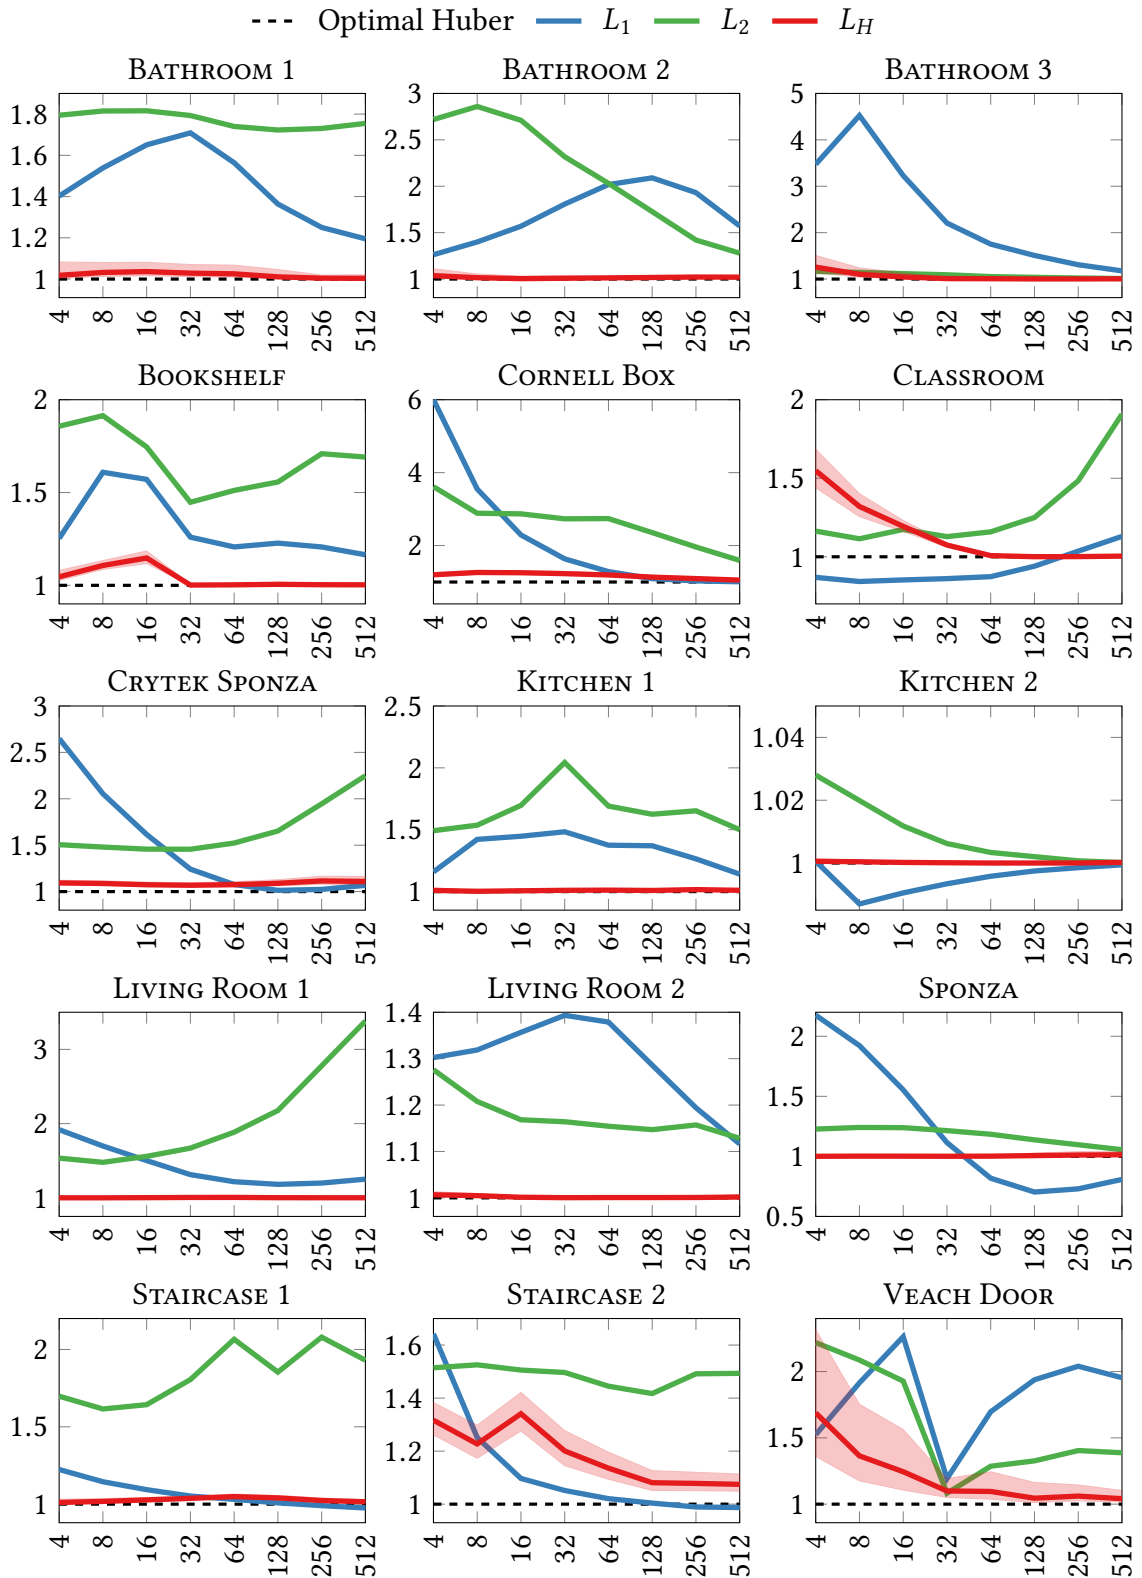 Optimal Huber L₁ L₂ L_H
BATHROOM 1 BATHROOM 2 BATHROOM 3
1.8
1.6
1.4
1.2
1
4 8 16 32 64 128 256 512
3
2.5
2
1.5
1
4 8 16 32 64 128 256 512
5
4
3
2
1
4 8 16 32 64 128 256 512
BOOKSHELF CORNELL BOX CLASSROOM
2
1.5
1
4 8 16 32 64 128 256 512
6
4
2
4 8 16 32 64 128 256 512
2
1.5
1
4 8 16 32 64 128 256 512
CRYTEK SPONZA KITCHEN 1 KITCHEN 2
3
2.5
2
1.5
1
4 8 16 32 64 128 256 512
2.5
2
1.5
1
4 8 16 32 64 128 256 512
1.04
1.02
1
4 8 16 32 64 128 256 512
LIVING ROOM 1 LIVING ROOM 2 SPONZA
3
2
1
4 8 16 32 64 128 256 512
1.4
1.3
1.2
1.1
1
4 8 16 32 64 128 256 512
2
1.5
1
0.5
4 8 16 32 64 128 256 512
STAIRCASE 1 STAIRCASE 2 VEACH DOOR
2
1.5
1
4 8 16 32 64 128 256 512
1.6
1.4
1.2
1
4 8 16 32 64 128 256 512
2
1.5
1
4 8 16 32 64 128 256 512